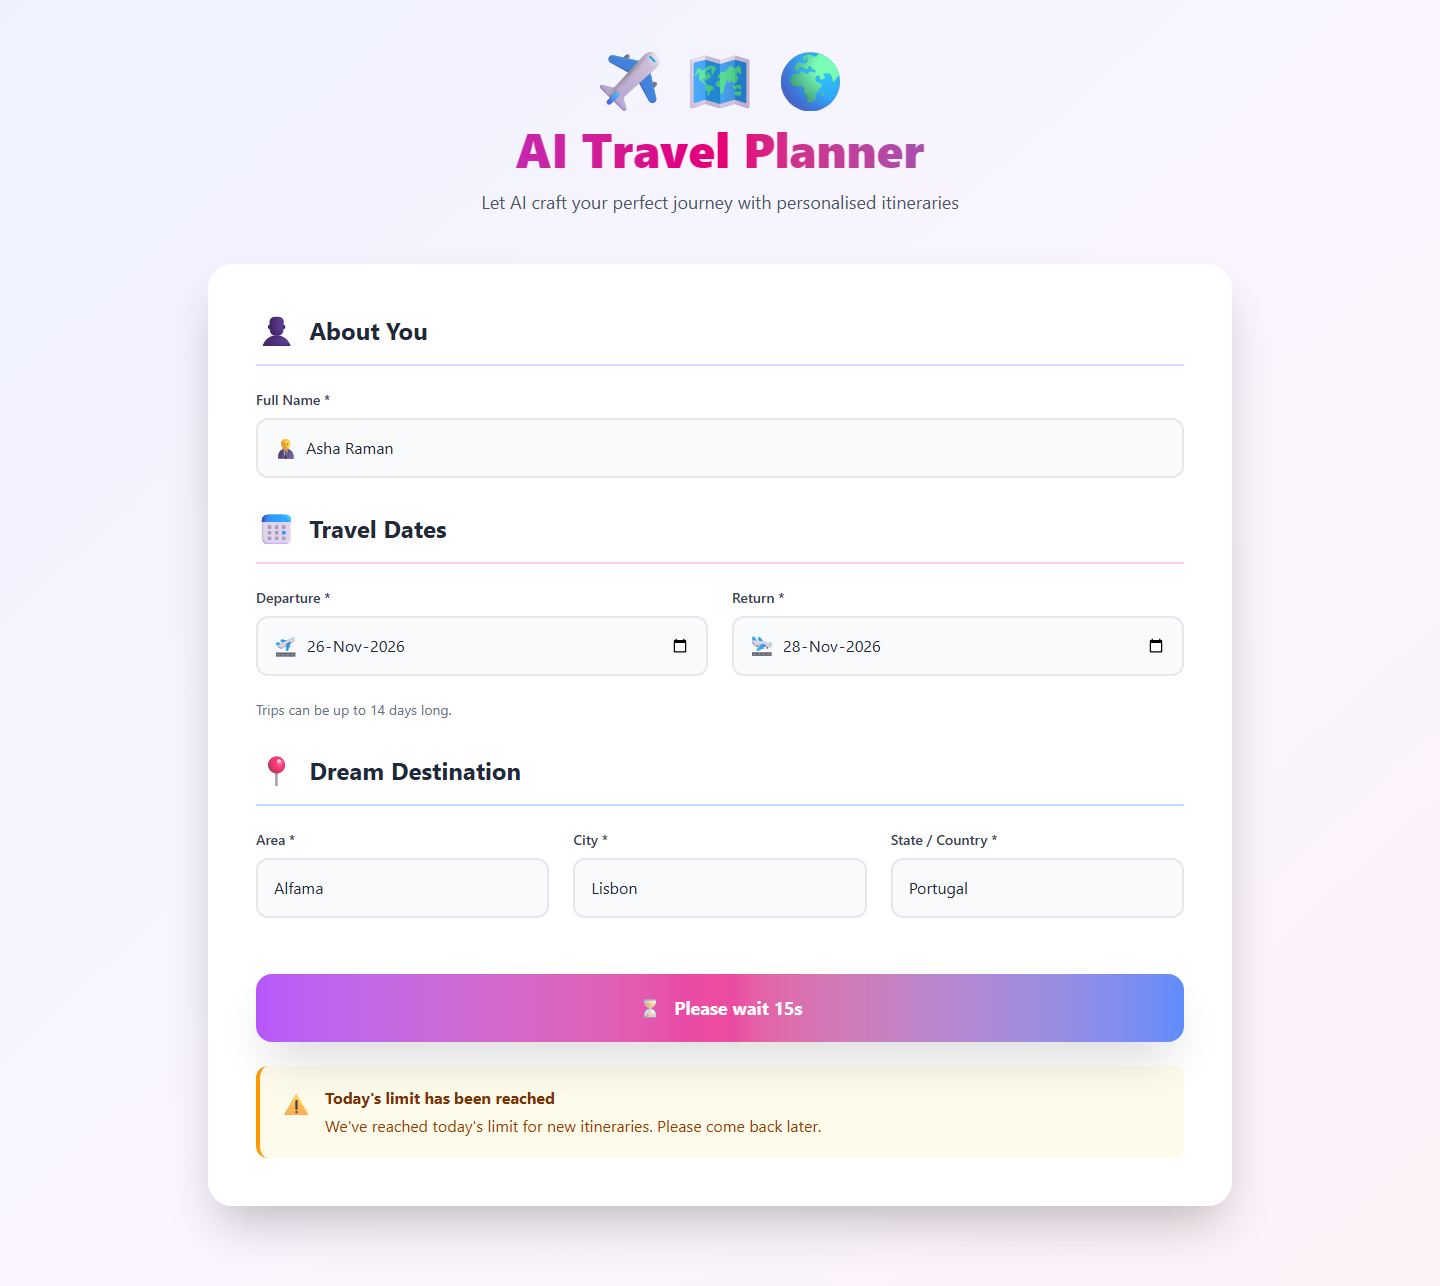 AI Travel Planner
Let AI craft your perfect journey with personalised itineraries
About You
Full Name *
Asha Raman
Travel Dates
Departure *
Return *
26-Nov-2026
28-Nov-2026
Trips can be up to 14 days long.
Dream Destination
Area *
City *
State / Country *
Alfama
Lisbon
Portugal
Please wait 15s
Today's limit has been reached
We've reached today's limit for new itineraries. Please come back later.